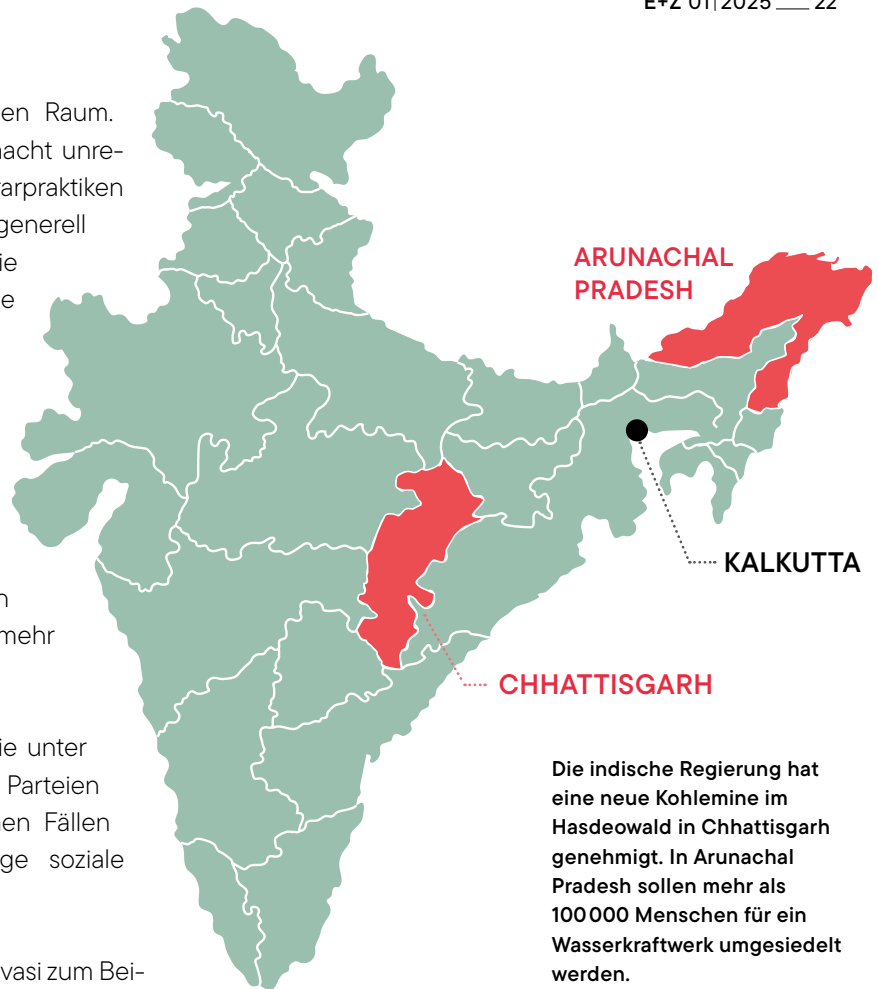 E+Z 01|2025 ___ 22
en Raum.
acht unre-
arpraktiken
generell
ie
e
n
mehr
ie unter
Parteien
en Fällen
ge soziale
vasi zum Bei-
ARUNACHAL
PRADESH
KALKUTTA
CHHATTISGARH
Die indische Regierung hat
eine neue Kohlemine im
Hasdeowald in Chhattisgarh
genehmigt. In Arunachal
Pradesh sollen mehr als
100 000 Menschen für ein
Wasserkraftwerk umgesiedelt
werden.